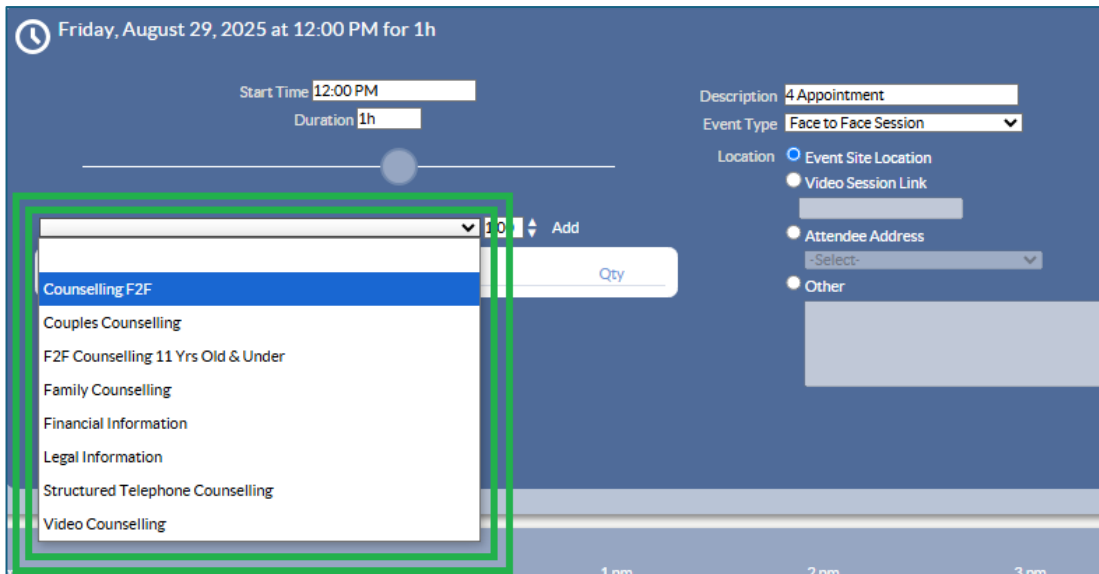 Friday, August 29, 2025 at 12:00 PM for 1h
Start Time 12:00 PM
Duration 1h
Description 4 Appointment
Event Type Face to Face Session
Location Event Site Location
Video Session Link
Attendee Address
-Select-
Other
1.00 Add
Qty
Counselling F2F
Couples Counselling
F2F Counselling 11 Yrs Old & Under
Family Counselling
Financial Information
Legal Information
Structured Telephone Counselling
Video Counselling
1 pm 2 pm 3 pm